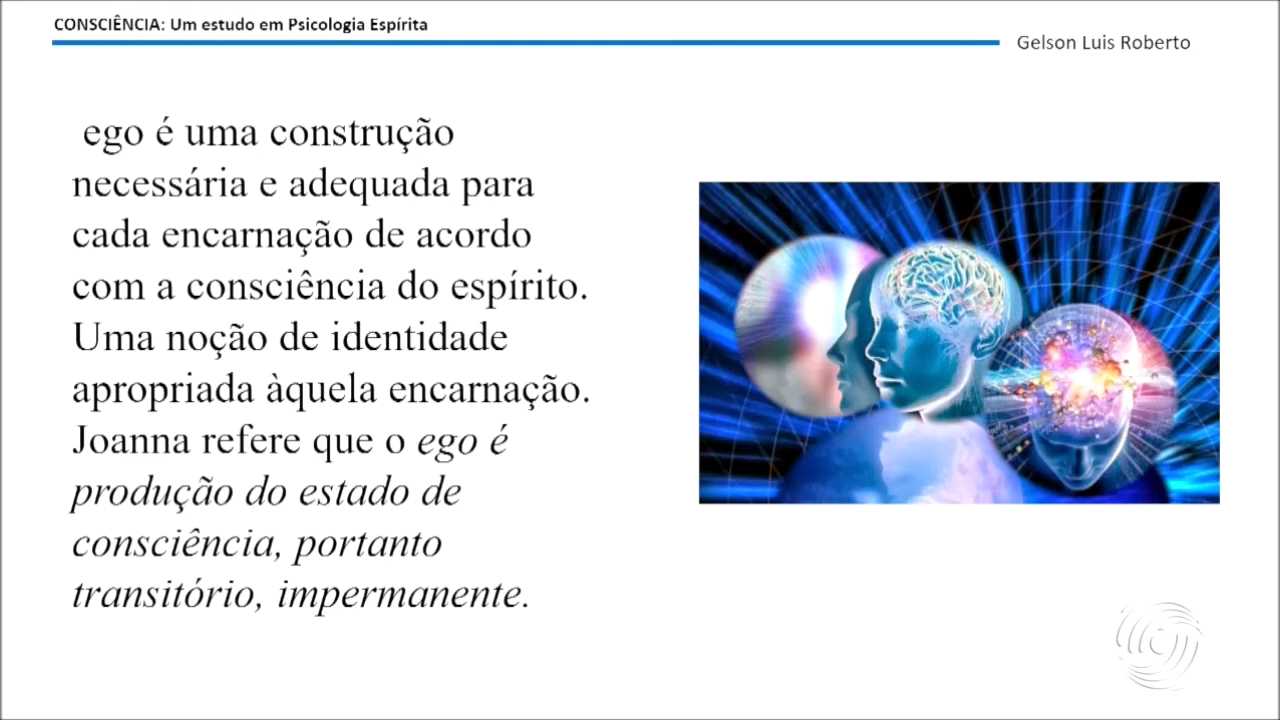 CONSCIÊNCIA: Um estudo em Psicologia Espírita
Gelson Luis Roberto
ego é uma construção
necessária e adequada para
cada encarnação de acordo
com a consciência do espírito.
Uma noção de identidade
apropriada àquela encarnação.
Joanna refere que o ego é
produção do estado de
consciência, portanto
transitório, impermanente.